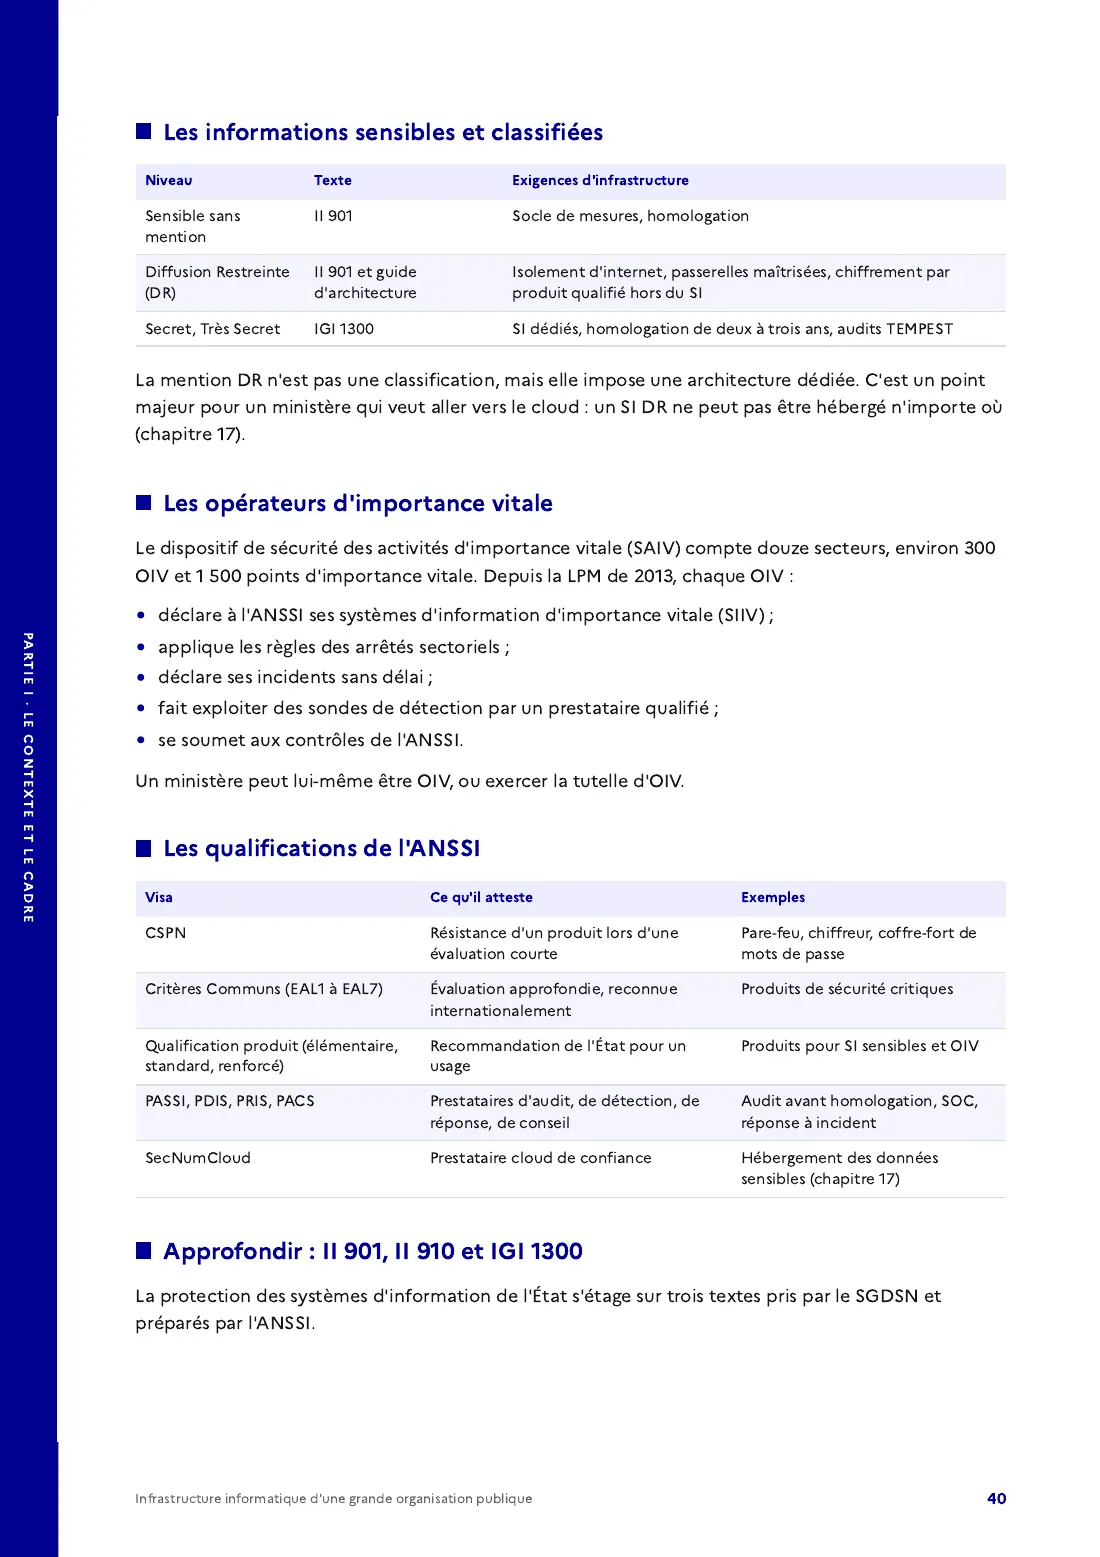 Les informations sensibles et classifiées
Niveau Texte Exigences d'infrastructure
Sensible sans II 901 Socle de mesures, homologation
mention
Diffusion Restreinte II 901 et guide Isolement d'internet, passerelles maîtrisées, chiffrement par
(DR) d'architecture produit qualifié hors du SI
Secret, Très Secret IGI 1300 SI dédiés, homologation de deux à trois ans, audits TEMPEST
La mention DR n'est pas une classification, mais elle impose une architecture dédiée. C'est un point
majeur pour un ministère qui veut aller vers le cloud : un SI DR ne peut pas être hébergé n'importe où
(chapitre 17).
Les opérateurs d'importance vitale
Le dispositif de sécurité des activités d'importance vitale (SAIV) compte douze secteurs, environ 300
OIV et 1 500 points d'importance vitale. Depuis la LPM de 2013, chaque OIV :
• déclare à l'ANSSI ses systèmes d'information d'importance vitale (SIIV) ;
• applique les règles des arrêtés sectoriels ;
• déclare ses incidents sans délai ;
• fait exploiter des sondes de détection par un prestataire qualifié ;
• se soumet aux contrôles de l'ANSSI.
Un ministère peut lui-même être OIV, ou exercer la tutelle d'OIV.
Les qualifications de l'ANSSI
Visa Ce qu'il atteste Exemples
CSPN Résistance d'un produit lors d'une Pare-feu, chiffreur, coffre-fort de
évaluation courte mots de passe
Critères Communs (EAL1 à EAL7) Évaluation approfondie, reconnue Produits de sécurité critiques
internationalement
Qualification produit (élémentaire, Recommandation de l'État pour un Produits pour SI sensibles et OIV
standard, renforcé) usage
PASSI, PDIS, PRIS, PACS Prestataires d'audit, de détection, de Audit avant homologation, SOC,
réponse, de conseil réponse à incident
SecNumCloud Prestataire cloud de confiance Hébergement des données
sensibles (chapitre 17)
Approfondir : II 901, II 910 et IGI 1300
La protection des systèmes d'information de l'État s'étage sur trois textes pris par le SGDSN et
préparés par l'ANSSI.
PARTIE I · LE CONTEXTE ET LE CADRE
Infrastructure informatique d'une grande organisation publique 40